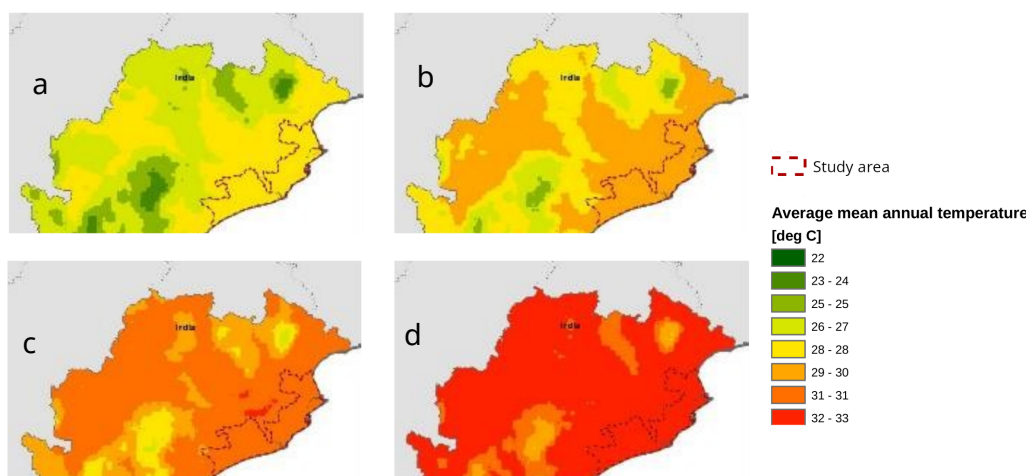 a
India
b
India
Study area
Average mean annual temperature
[deg C]
22
23 - 24
25 - 25
26 - 27
28 - 28
29 - 30
31 - 31
32 - 33
c
India
d
India